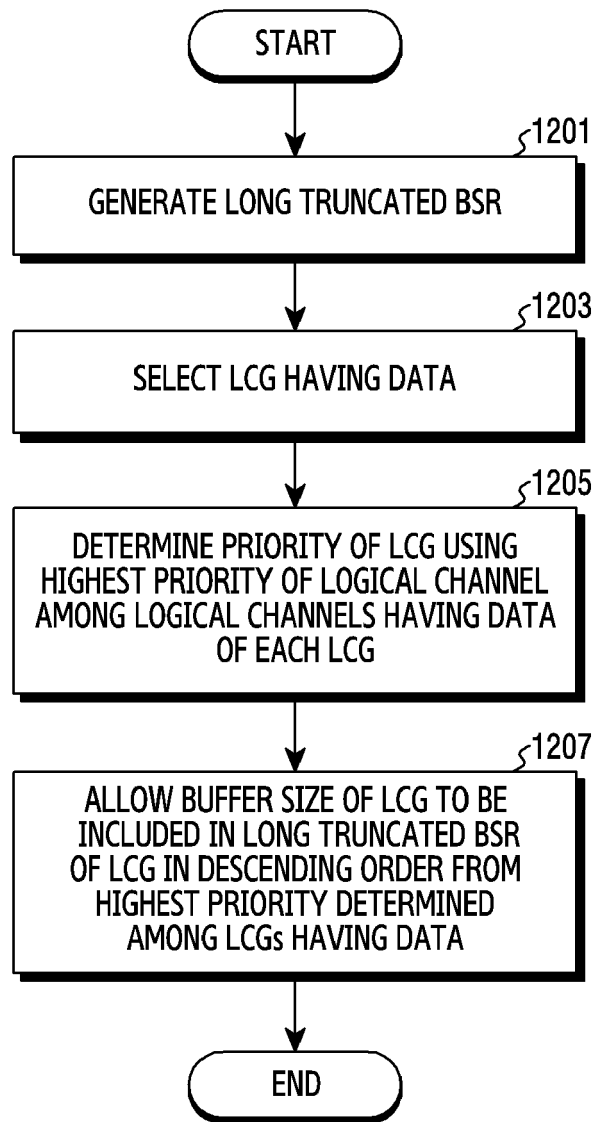 START
1201
GENERATE LONG TRUNCATED BSR
1203
SELECT LCG HAVING DATA
1205
DETERMINE PRIORITY OF LCG USING
HIGHEST PRIORITY OF LOGICAL CHANNEL
AMONG LOGICAL CHANNELS HAVING DATA
OF EACH LCG
1207
ALLOW BUFFER SIZE OF LCG TO BE
INCLUDED IN LONG TRUNCATED BSR
OF LCG IN DESCENDING ORDER FROM
HIGHEST PRIORITY DETERMINED
AMONG LCGs HAVING DATA
END